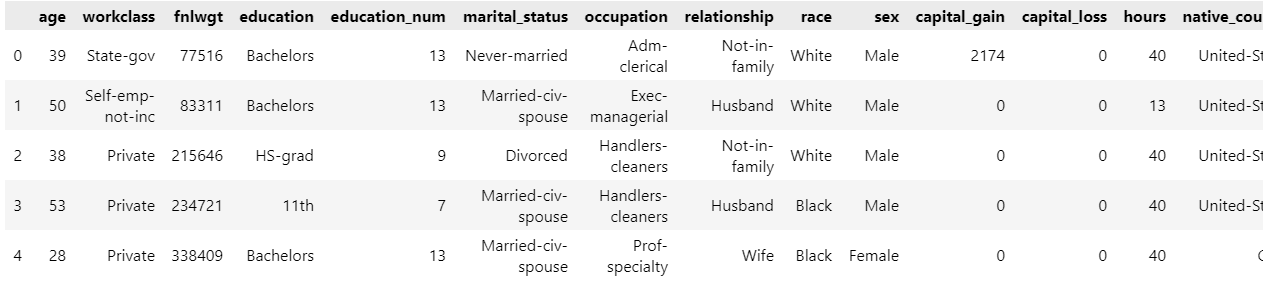 age workclass fnlwgt education education_num marital_status occupation relationship race sex capital_gain capital_loss hours native_cou
0 39 State-gov 77516 Bachelors 13 Never-married Adm-
clerical Not-in-
family White Male 2174 0 40 United-St
1 50 Self-emp-
not-inc 83311 Bachelors 13 Married-civ-
spouse Exec-
managerial Husband White Male 0 0 13 United-St
2 38 Private 215646 HS-grad 9 Divorced Handlers-
cleaners Not-in-
family White Male 0 0 40 United-St
3 53 Private 234721 11th 7 Married-civ-
spouse Handlers-
cleaners Husband Black Male 0 0 40 United-St
4 28 Private 338409 Bachelors 13 Married-civ-
spouse Prof-
specialty Wife Black Female 0 0 40